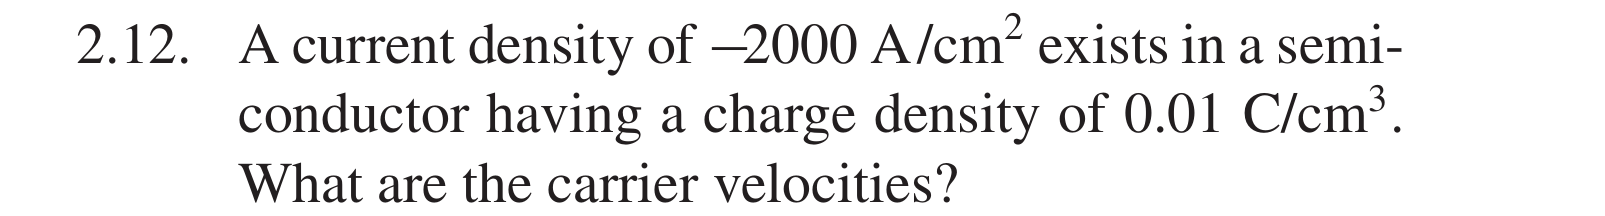 2.12. A current density of –2000 A/cm² exists in a semi-
conductor having a charge density of 0.01 C/cm³.
What are the carrier velocities?